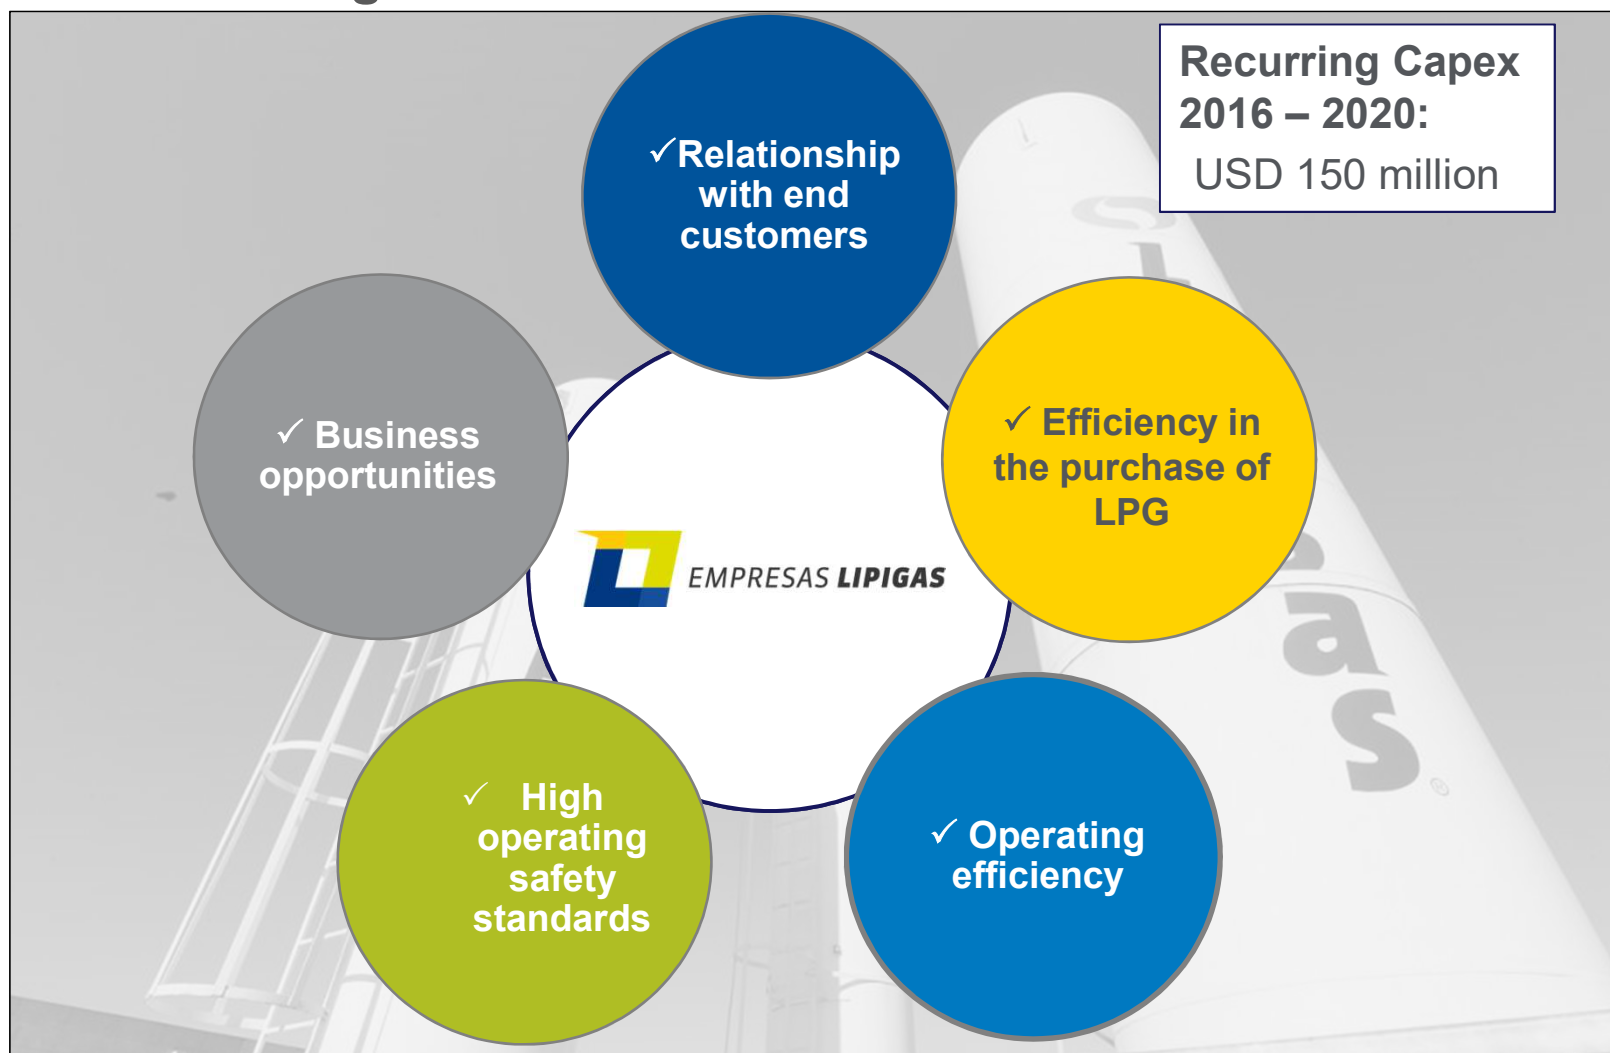 Recurring Capex
2016 – 2020:
USD 150 million
✓Relationship
with end
customers
✓ Business
opportunities
✓ Efficiency in
the purchase of
LPG
EMPRESAS LIPIGAS
✓ High
operating
safety
standards
✓ Operating
efficiency
as